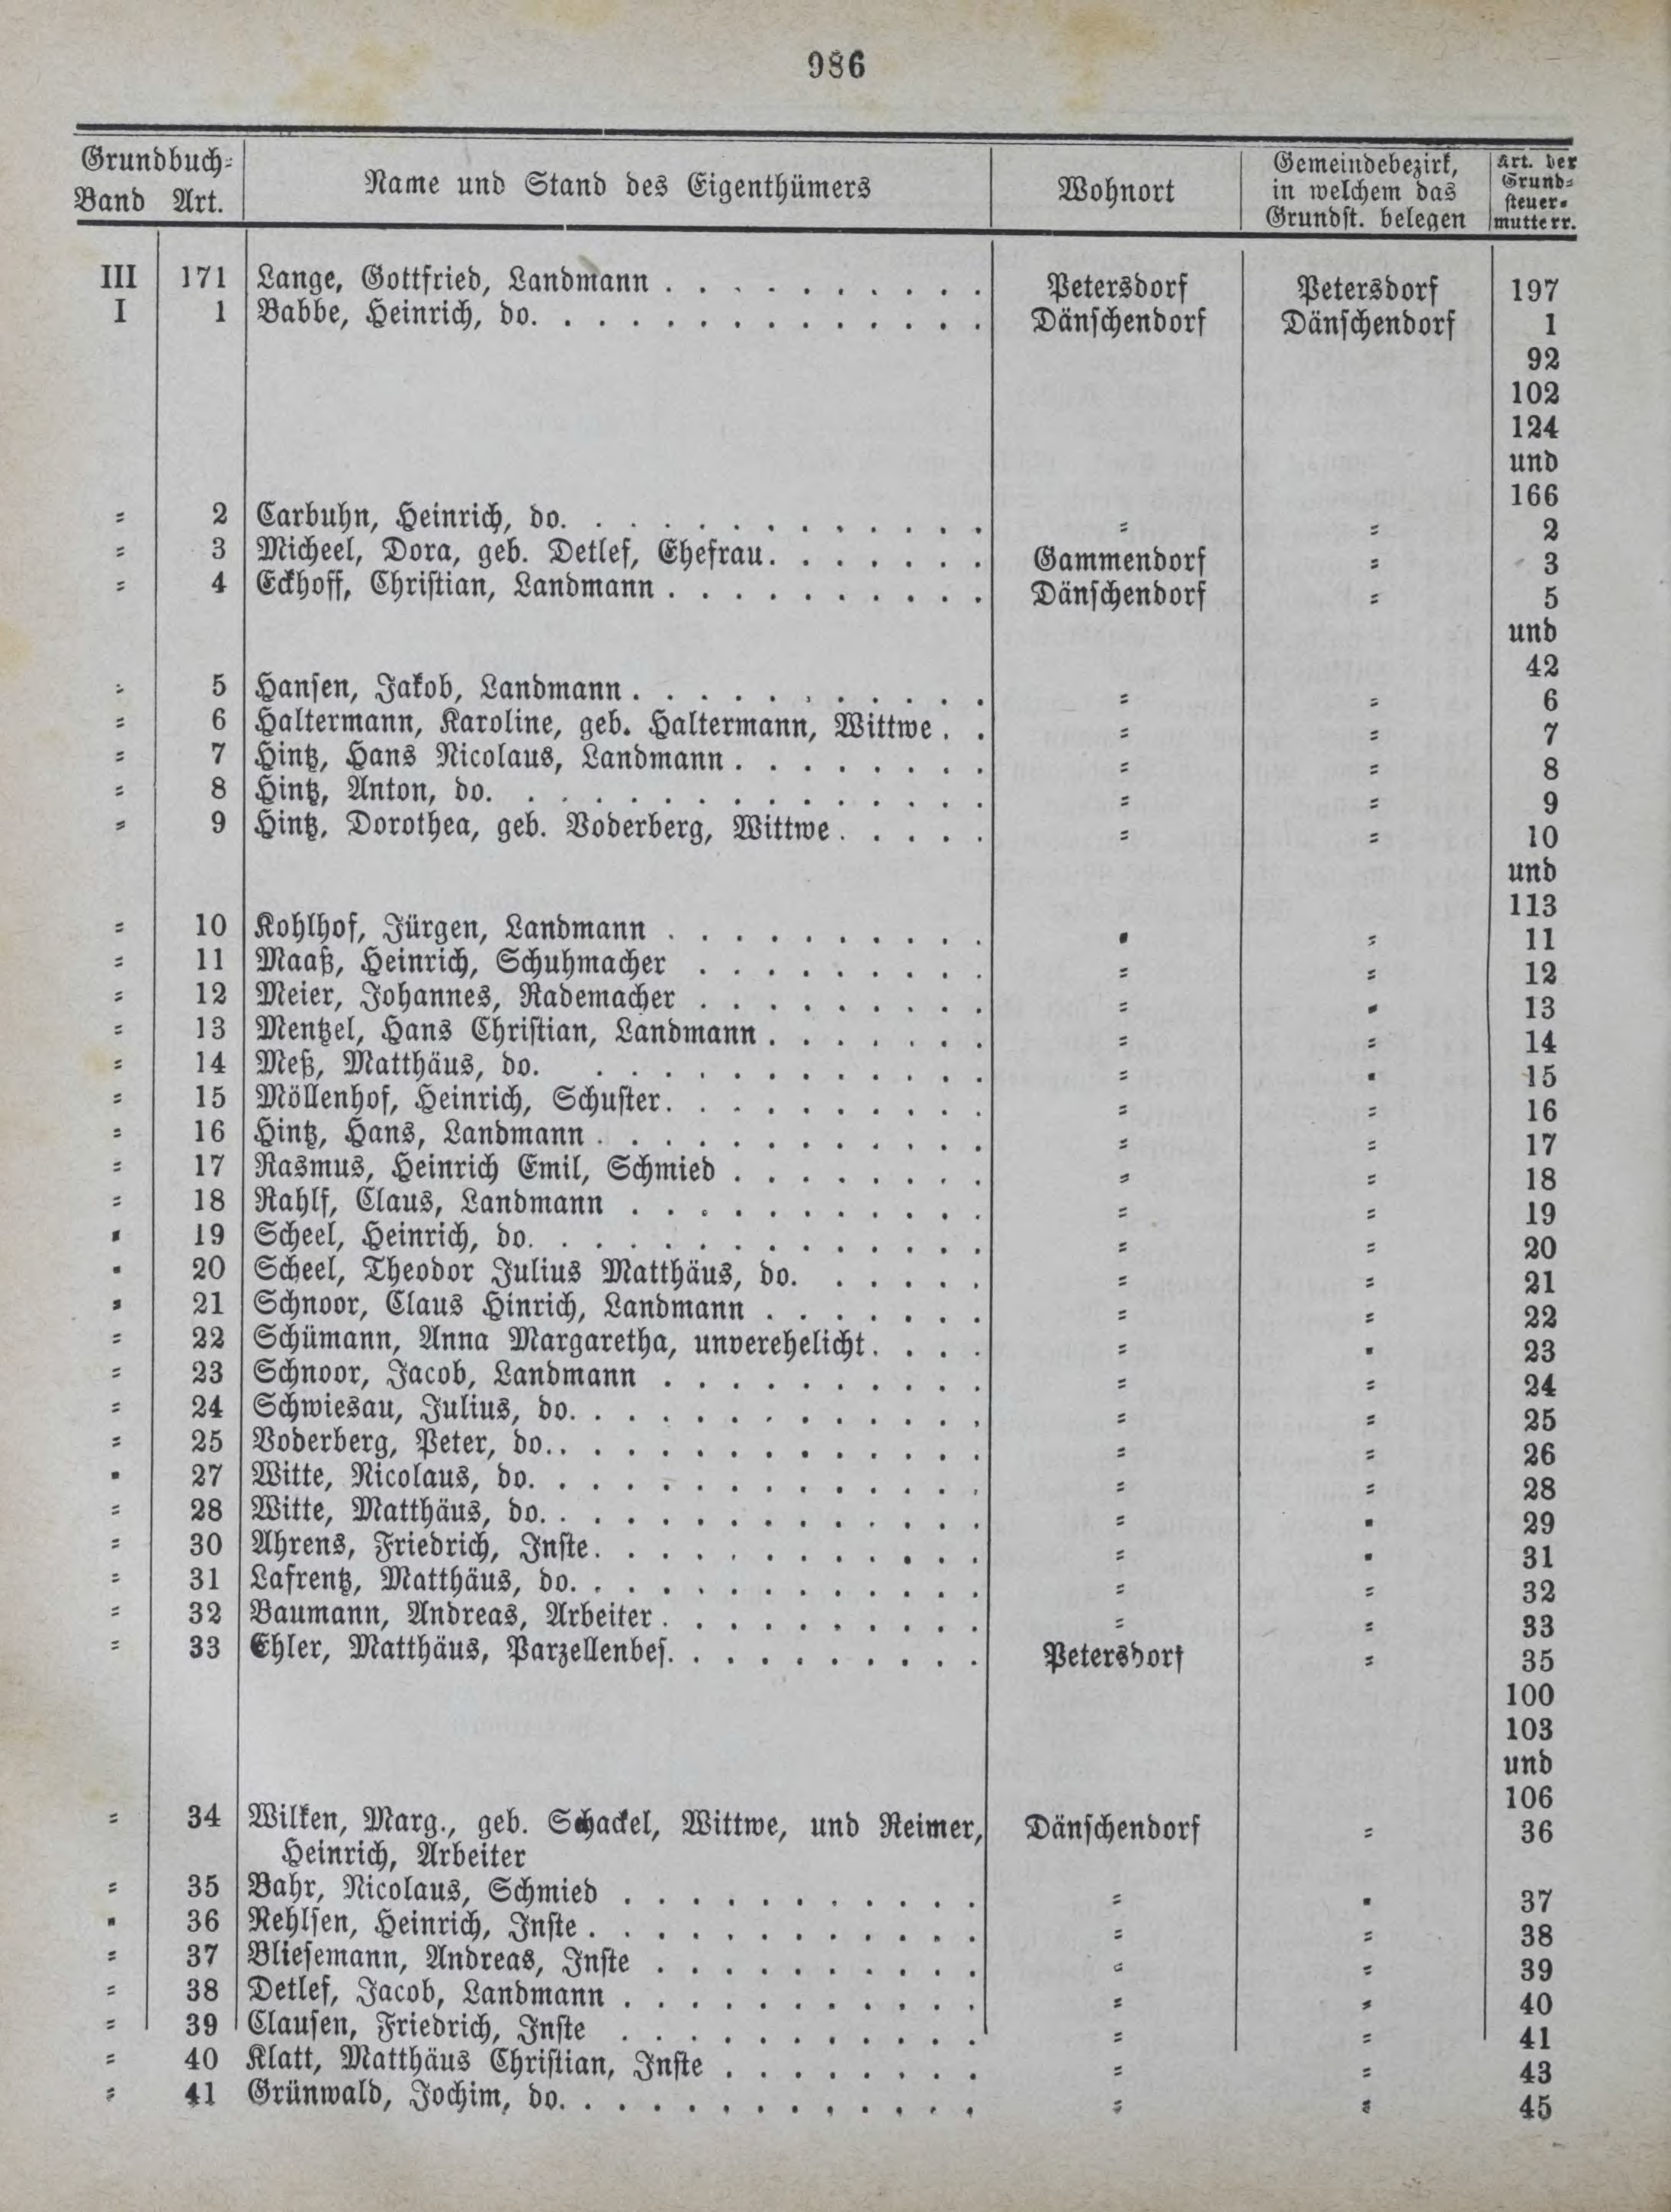 986
Grundbuch= Band Art. Name und Stand des Eigenthümers Wohnort Gemeindebezirk, in welchem das Grundst. belegen Art. der Grund= steuer= mutterr.
III 171 Lange, Gottfried, Landmann . . . . . . . . . . Petersdorf Petersdorf 197
I 1 Babbe, Heinrich, do. . . . . . . . . . . . . . Dänschendorf Dänschendorf 1
92
102
124
und
166
= 2 Carbuhn, Heinrich, do. . . . . . . . . . . . . = = 2
= 3 Micheel, Dora, geb. Detlef, Ehefrau. . . . . . . Gammendorf = 3
= 4 Eckhoff, Christian, Landmann . . . . . . . . . . Dänschendorf = 5
und
42
= 5 Hansen, Jakob, Landmann . . . . . . . . . . . = = 6
= 6 Haltermann, Karoline, geb. Haltermann, Wittwe . . = = 7
= 7 Hintz, Hans Nicolaus, Landmann . . . . . . . . = = 8
= 8 Hintz, Anton, do. . . . . . . . . . . . . . . = = 9
= 9 Hintz, Dorothea, geb. Voderberg, Wittwe . . . . . = = 10
und
113
= 10 Kohlhof, Jürgen, Landmann . . . . . . . . . . = = 11
= 11 Maaß, Heinrich, Schuhmacher . . . . . . . . . = = 12
= 12 Meier, Johannes, Rademacher . . . . . . . . . = = 13
= 13 Mentzel, Hans Christian, Landmann . . . . . . . = = 14
= 14 Meß, Matthäus, do. . . . . . . . . . . . . = = 15
= 15 Möllenhof, Heinrich, Schuster. . . . . . . . . . = = 16
= 16 Hintz, Hans, Landmann . . . . . . . . . . . . = = 17
= 17 Rasmus, Heinrich Emil, Schmied . . . . . . . . = = 18
= 18 Rahlf, Claus, Landmann . . . . . . . . . . . = = 19
= 19 Scheel, Heinrich, do. . . . . . . . . . . . . . = = 20
= 20 Scheel, Theodor Julius Matthäus, do. . . . . . . = = 21
= 21 Schnoor, Claus Hinrich, Landmann . . . . . . . = = 22
= 22 Schümann, Anna Margaretha, unverehelicht. . . . = = 23
= 23 Schnoor, Jacob, Landmann . . . . . . . . . . = = 24
= 24 Schwiesau, Julius, do. . . . . . . . . . . . . = = 25
= 25 Voderberg, Peter, do. . . . . . . . . . . . . . = = 26
= 27 Witte, Nicolaus, do. . . . . . . . . . . . . . = = 28
= 28 Witte, Matthäus, do. . . . . . . . . . . . . . = = 29
= 30 Ahrens, Friedrich, Inste. . . . . . . . . . . . = = 31
= 31 Lafrentz, Matthäus, do. . . . . . . . . . . . . = = 32
= 32 Baumann, Andreas, Arbeiter . . . . . . . . . . = = 33
= 33 Ehler, Matthäus, Parzellenbes. . . . . . . . . . Petersdorf = 35
100
103
und
106
= 34 Wilken, Marg., geb. Schackel, Wittwe, und Reimer, Dänschendorf = 36
Heinrich, Arbeiter
= 35 Bahr, Nicolaus, Schmied . . . . . . . . . . . = = 37
= 36 Rehlsen, Heinrich, Inste . . . . . . . . . . . . = = 38
= 37 Bliesemann, Andreas, Inste . . . . . . . . . . = = 39
= 38 Detlef, Jacob, Landmann . . . . . . . . . . . = = 40
= 39 Clausen, Friedrich, Inste . . . . . . . . . . . = = 41
= 40 Klatt, Matthäus Christian, Inste . . . . . . . . = = 43
= 41 Grünwald, Jochim, do. . . . . . . . . . . . . = = 45